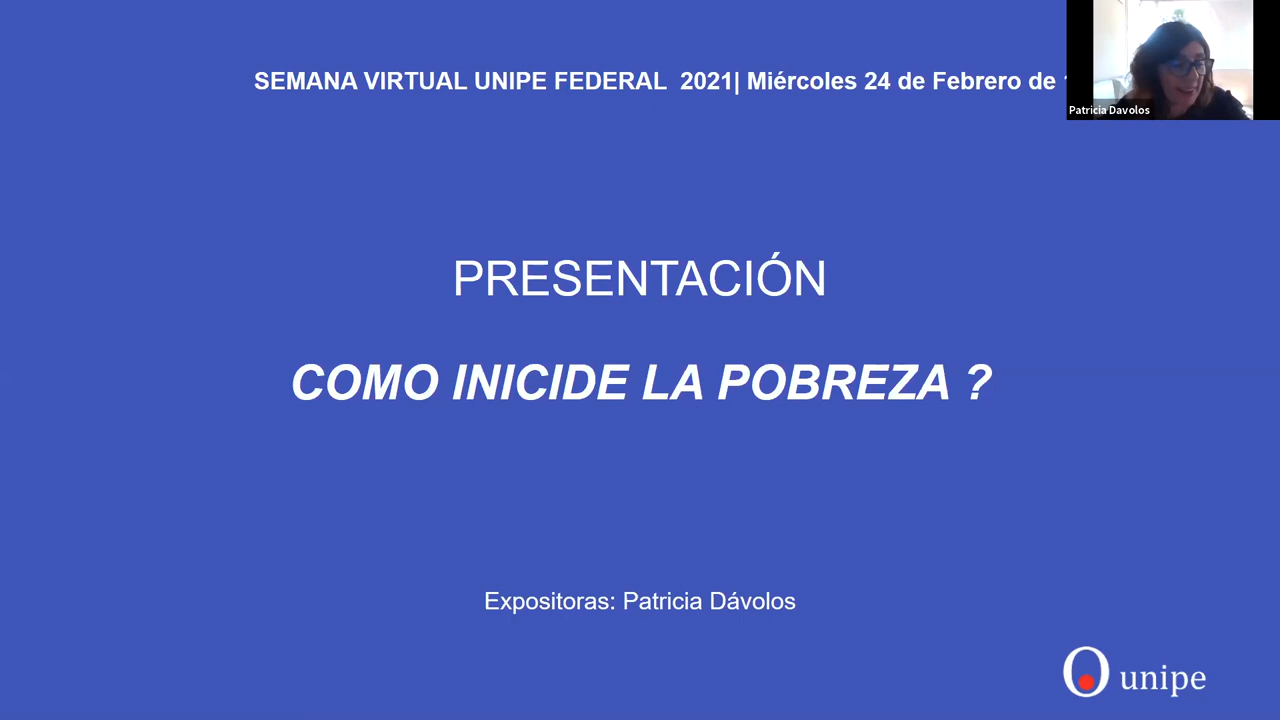 SEMANA VIRTUAL UNIPE FEDERAL 2021| Miércoles 24 de Febrero de
Patricia Davolos
PRESENTACIÓN
COMO INICIDE LA POBREZA ?
Expositoras: Patricia Dávolos
unipe